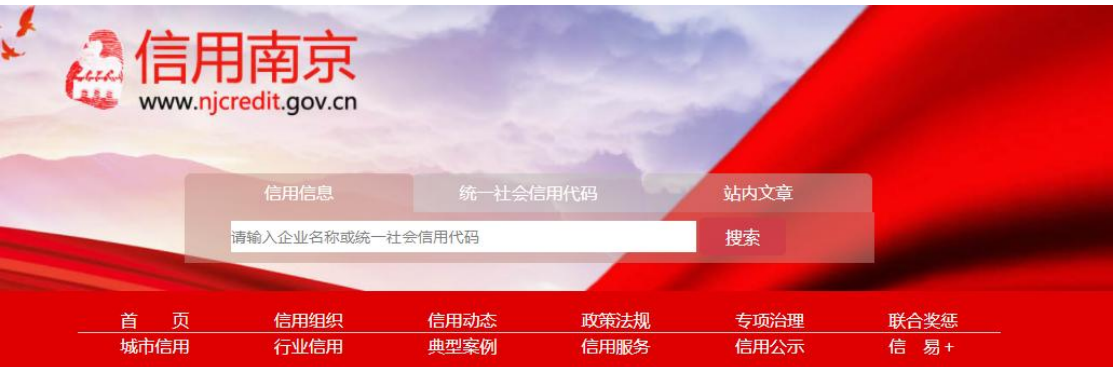 信用南京
www.njcredit.gov.cn
信用信息 统一社会信用代码 站内文章
请输入企业名称或统一社会信用代码 搜索
首 页 信用组织 信用动态 政策法规 专项治理 联合奖惩
城市信用 行业信用 典型案例 信用服务 信用公示 信 易+